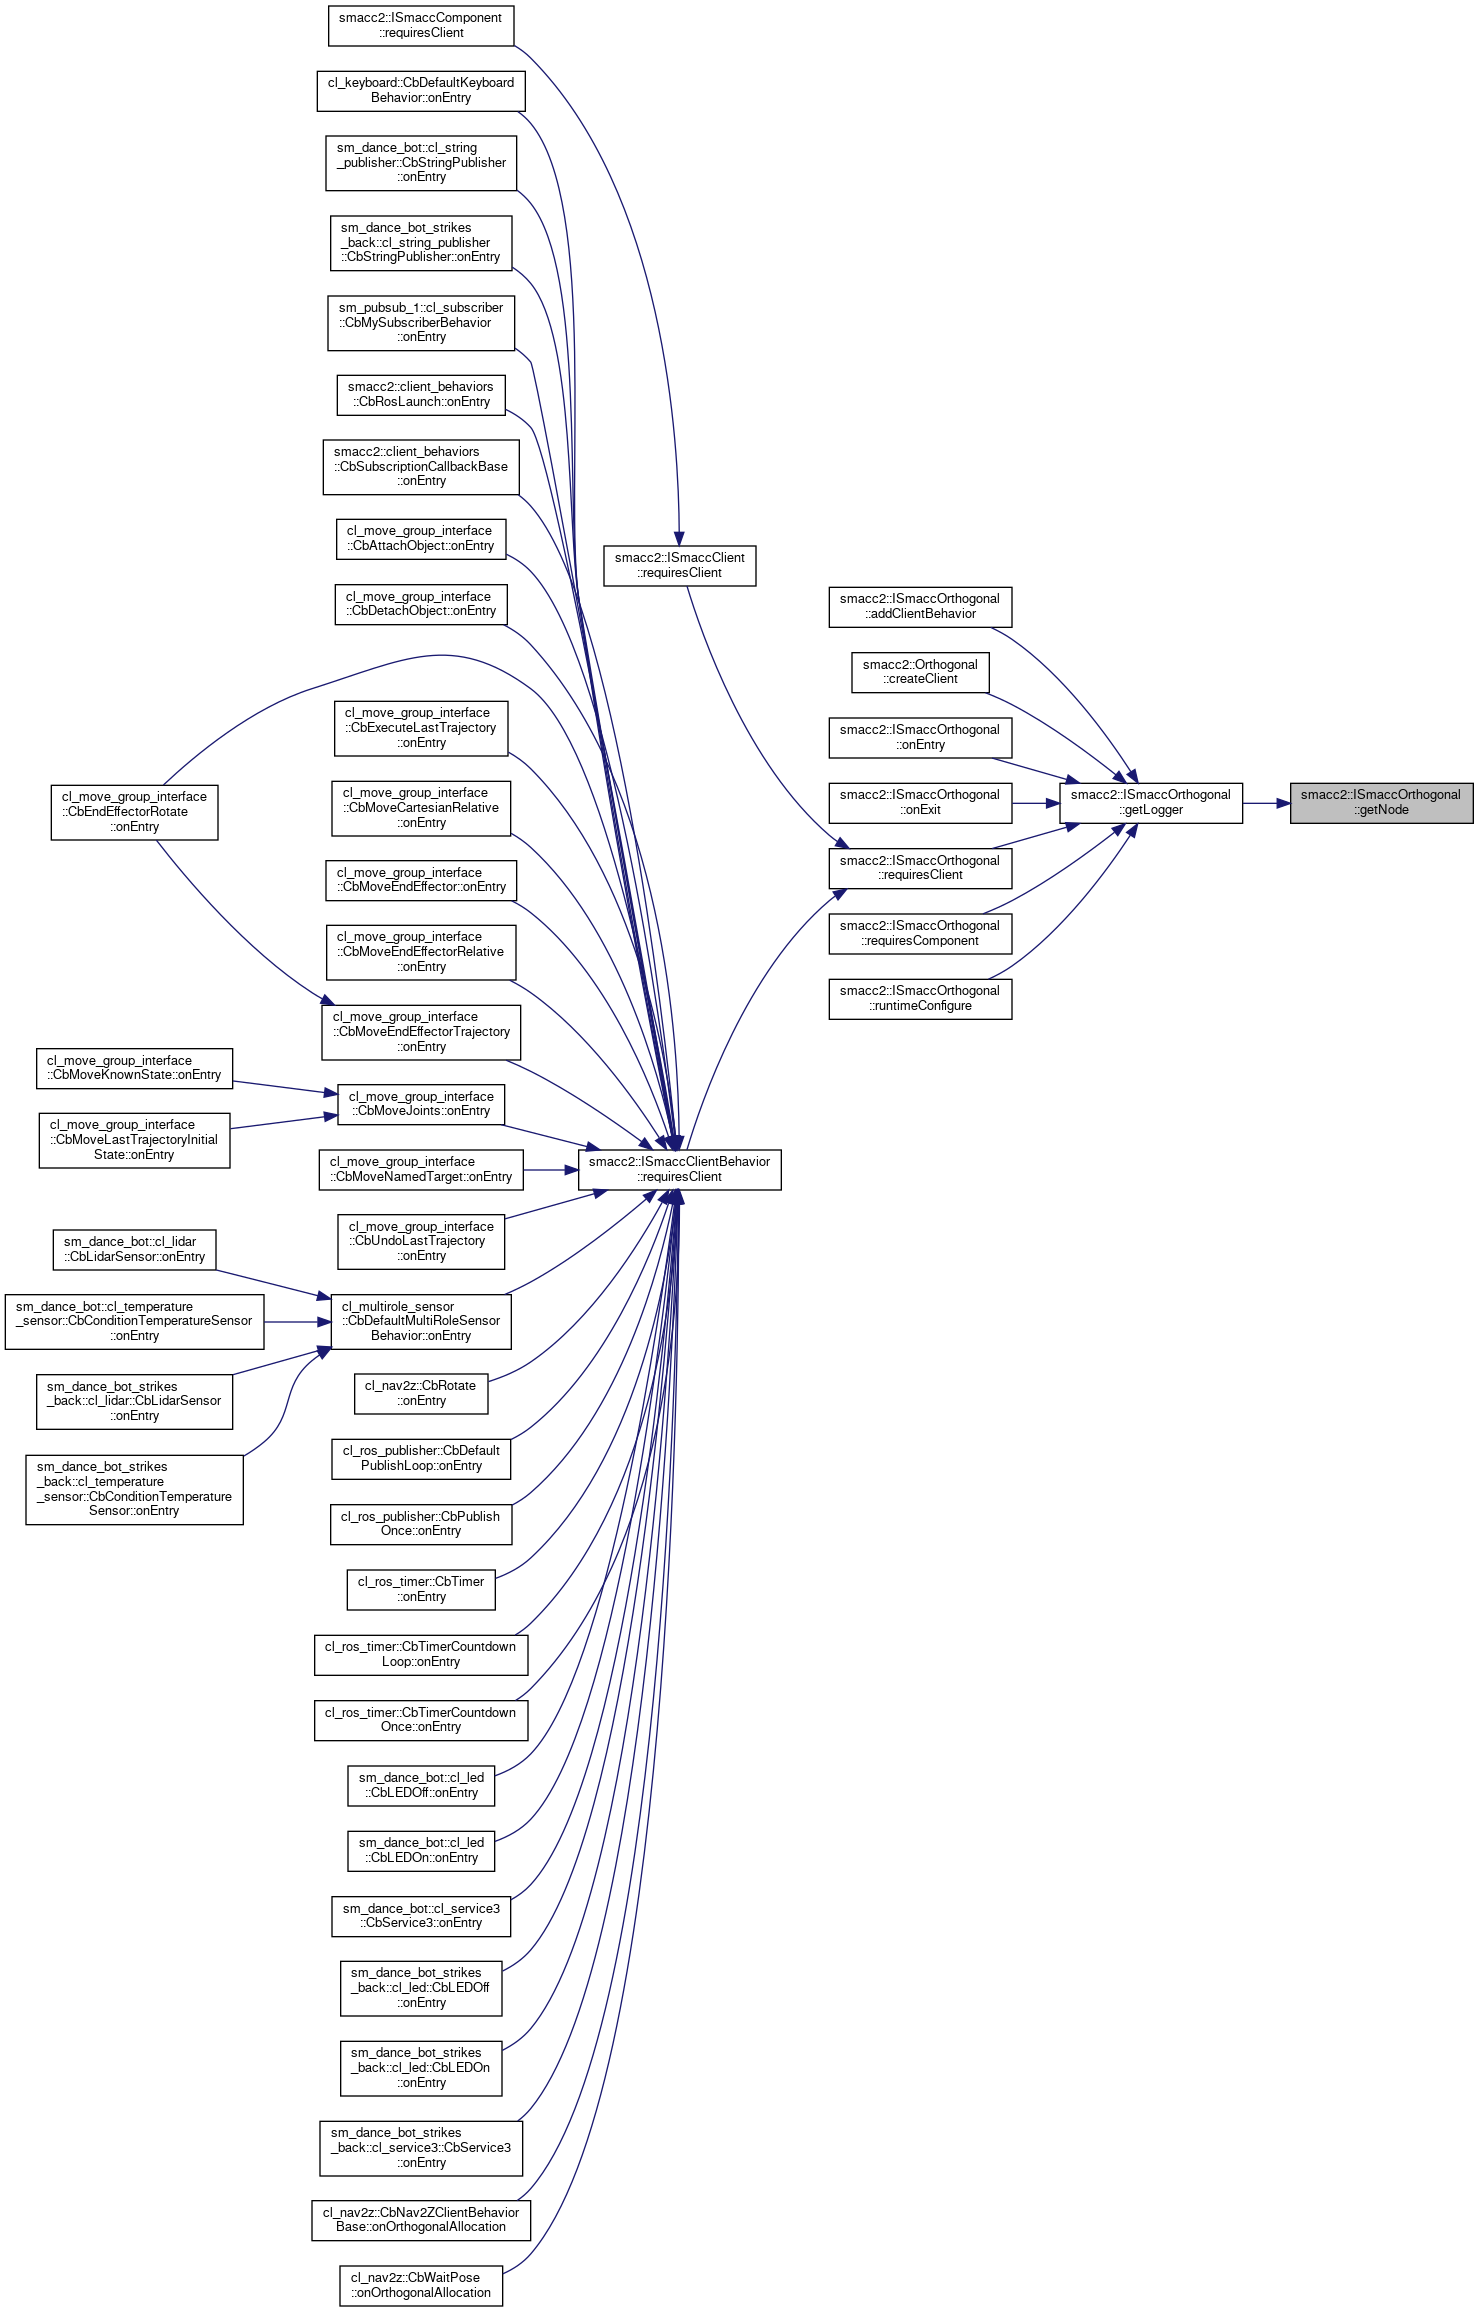 smacc2::ISmaccComponent
::requiresClient
cl_keyboard::CbDefaultKeyboard
Behavior::onEntry
sm_dance_bot::cl_string
_publisher::CbStringPublisher
::onEntry
sm_dance_bot_strikes
_back::cl_string_publisher
::CbStringPublisher::onEntry
sm_pubsub_1::cl_subscriber
::CbMySubscriberBehavior
::onEntry
smacc2::client_behaviors
::CbRosLaunch::onEntry
smacc2::client_behaviors
::CbSubscriptionCallbackBase
::onEntry
cl_move_group_interface
::CbAttachObject::onEntry
cl_move_group_interface
::CbDetachObject::onEntry
cl_move_group_interface
::CbExecuteLastTrajectory
::onEntry
cl_move_group_interface
::CbEndEffectorRotate
::onEntry
cl_move_group_interface
::CbMoveCartesianRelative
::onEntry
cl_move_group_interface
::CbMoveEndEffector::onEntry
cl_move_group_interface
::CbMoveEndEffectorRelative
::onEntry
cl_move_group_interface
::CbMoveEndEffectorTrajectory
::onEntry
cl_move_group_interface
::CbMoveKnownState::onEntry
cl_move_group_interface
::CbMoveLastTrajectoryInitial
State::onEntry
cl_move_group_interface
::CbMoveJoints::onEntry
cl_move_group_interface
::CbMoveNamedTarget::onEntry
cl_move_group_interface
::CbUndoLastTrajectory
::onEntry
sm_dance_bot::cl_lidar
::CbLidarSensor::onEntry
sm_dance_bot::cl_temperature
_sensor::CbConditionTemperatureSensor
::onEntry
sm_dance_bot_strikes
_back::cl_lidar::CbLidarSensor
::onEntry
sm_dance_bot_strikes
_back::cl_temperature
_sensor::CbConditionTemperature
Sensor::onEntry
cl_multirole_sensor
::CbDefaultMultiRoleSensor
Behavior::onEntry
cl_nav2z::CbRotate
::onEntry
cl_ros_publisher::CbDefault
PublishLoop::onEntry
cl_ros_publisher::CbPublish
Once::onEntry
cl_ros_timer::CbTimer
::onEntry
cl_ros_timer::CbTimerCountdown
Loop::onEntry
cl_ros_timer::CbTimerCountdown
Once::onEntry
sm_dance_bot::cl_led
::CbLEDOff::onEntry
sm_dance_bot::cl_led
::CbLEDOn::onEntry
sm_dance_bot::cl_service3
::CbService3::onEntry
sm_dance_bot_strikes
_back::cl_led::CbLEDOff
::onEntry
sm_dance_bot_strikes
_back::cl_led::CbLEDOn
::onEntry
sm_dance_bot_strikes
_back::cl_service3::CbService3
::onEntry
cl_nav2z::CbNav2ZClientBehavior
Base::onOrthogonalAllocation
cl_nav2z::CbWaitPose
::onOrthogonalAllocation
smacc2::ISmaccClient
::requiresClient
smacc2::ISmaccClientBehavior
::requiresClient
smacc2::ISmaccOrthogonal
::addClientBehavior
smacc2::Orthogonal
::createClient
smacc2::ISmaccOrthogonal
::onEntry
smacc2::ISmaccOrthogonal
::onExit
smacc2::ISmaccOrthogonal
::requiresClient
smacc2::ISmaccOrthogonal
::requiresComponent
smacc2::ISmaccOrthogonal
::runtimeConfigure
smacc2::ISmaccOrthogonal
::getLogger
smacc2::ISmaccOrthogonal
::getNode